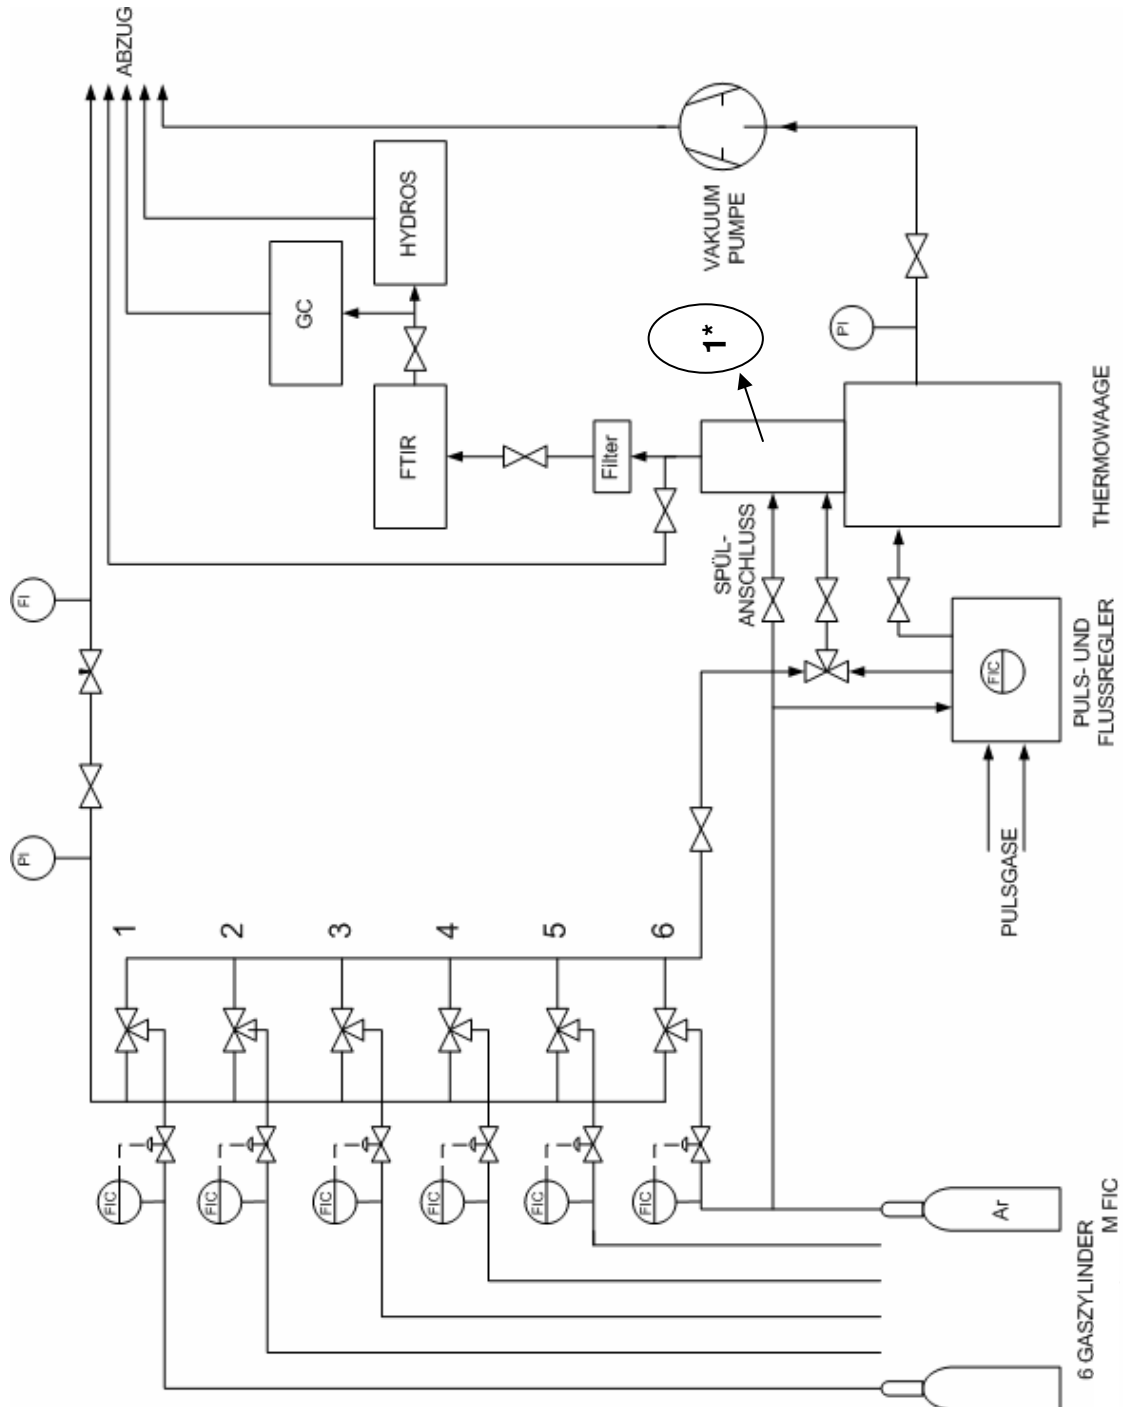 ABZUG
FI
PI
HYDROS
GC
FTIR
Filter
VAKUUM
PUMPE
1*
PI
SPÜL-
ANSCHLUSS
THERMOWAAGE
FIC
PULS- UND
FLUSSREGLER
PULSGASE
1
2
3
4
5
6
FIC
FIC
FIC
FIC
FIC
FIC
Ar
6 GASZYLINDER
M FIC